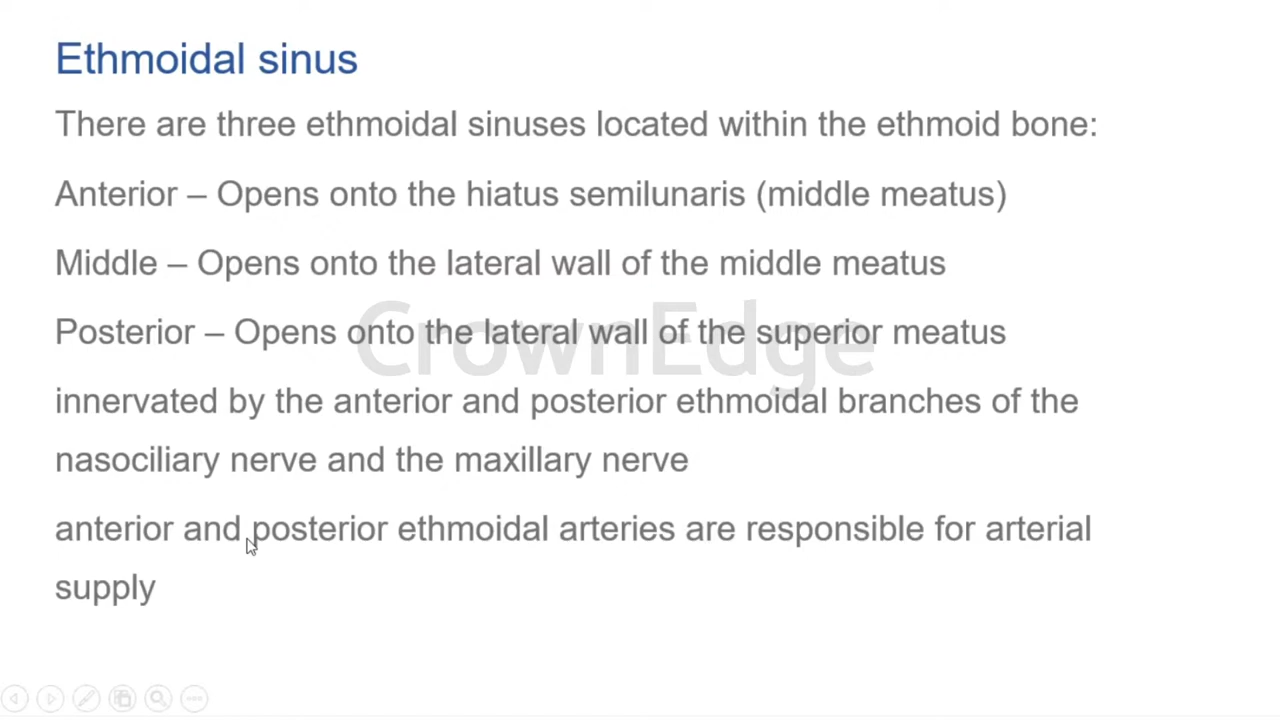 Ethmoidal sinus
There are three ethmoidal sinuses located within the ethmoid bone:
Anterior – Opens onto the hiatus semilunaris (middle meatus)
Middle – Opens onto the lateral wall of the middle meatus
Posterior – Opens onto the lateral wall of the superior meatus
CrownEdge
innervated by the anterior and posterior ethmoidal branches of the
nasociliary nerve and the maxillary nerve
anterior and posterior ethmoidal arteries are responsible for arterial
supply